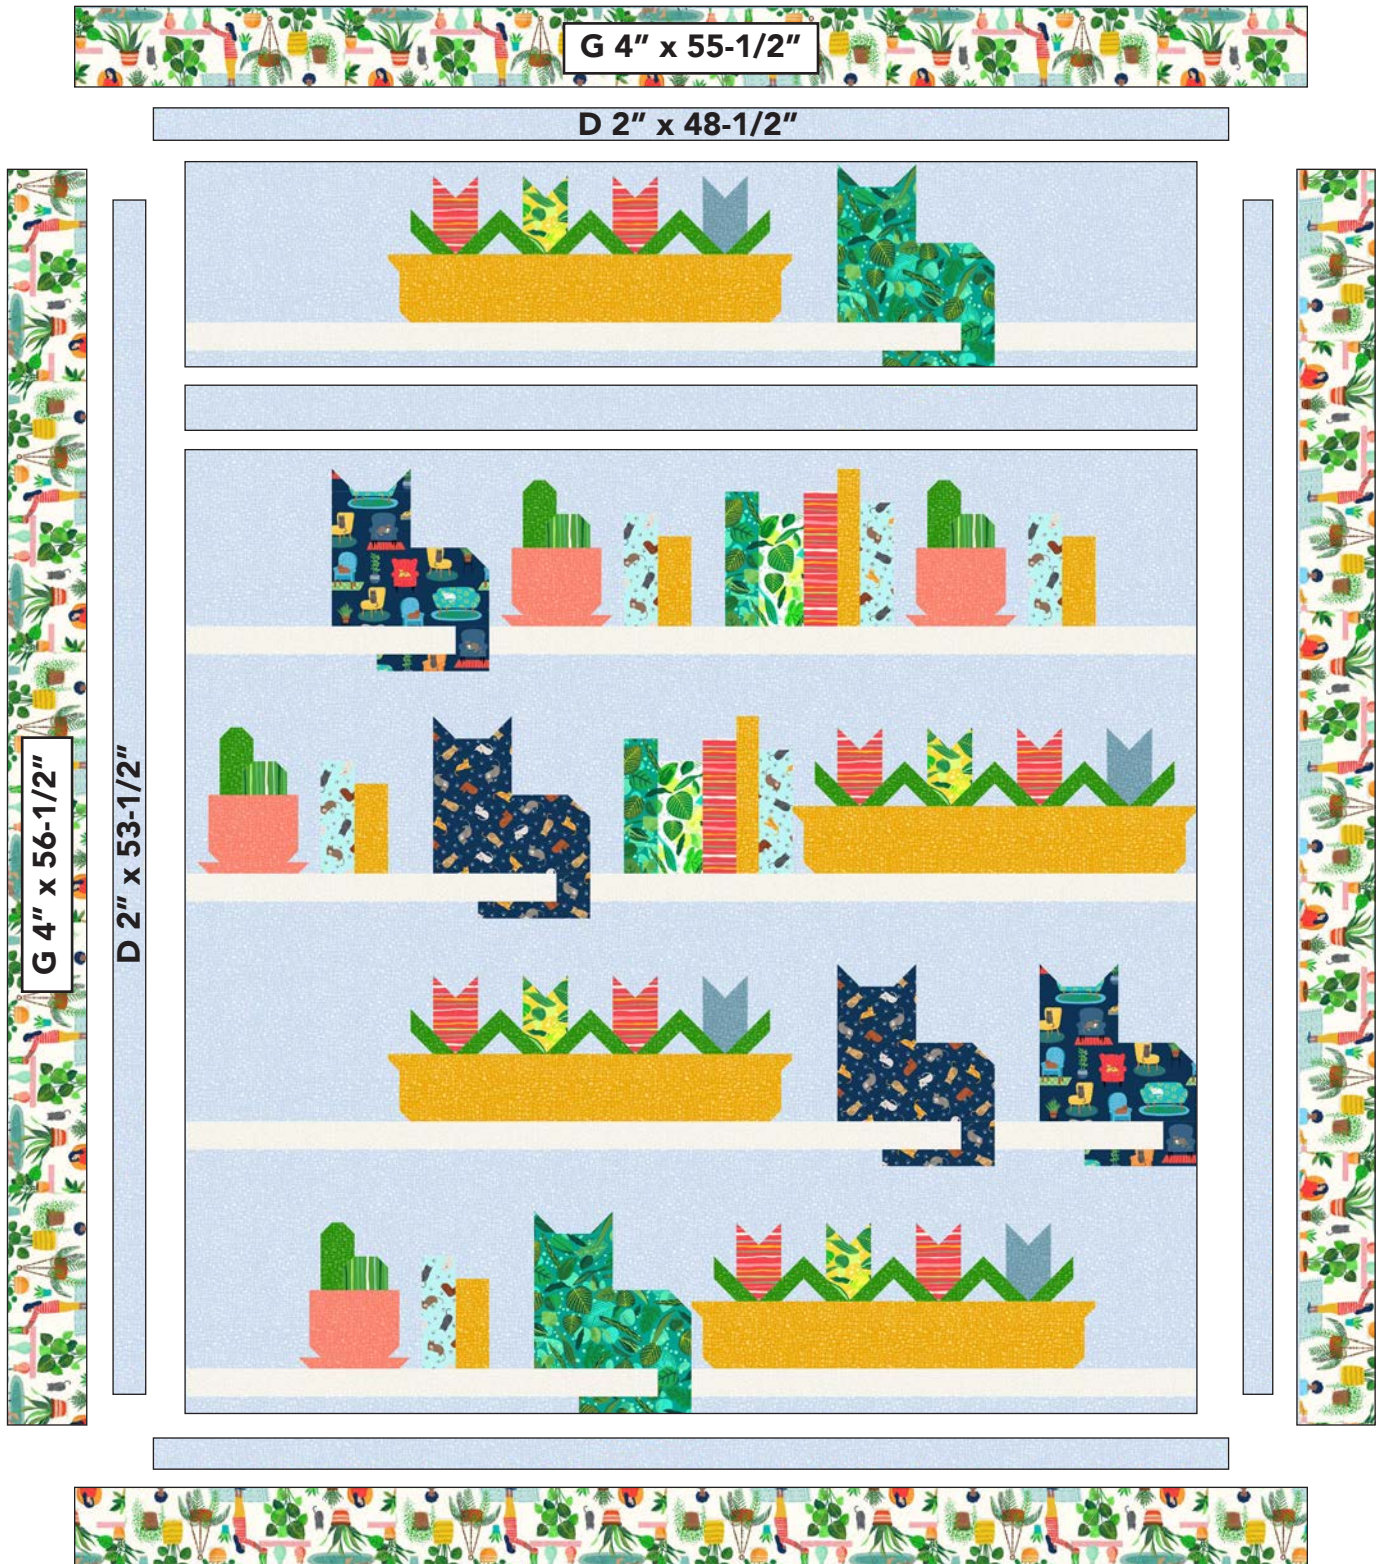 G 4″ x 55-1/2″
D 2″ x 48-1/2″
G 4″ x 56-1/2″
D 2″ x 53-1/2″